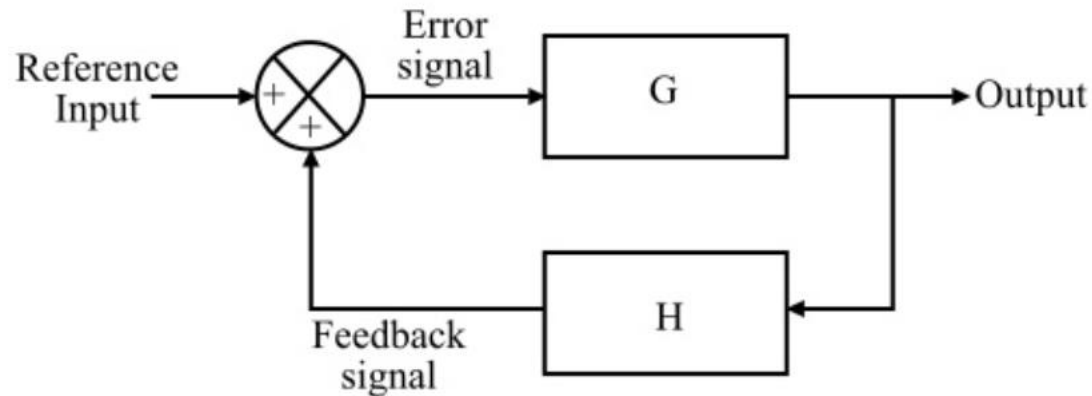 Reference
Input
+
+
Error
signal
G
Output
H
Feedback
signal